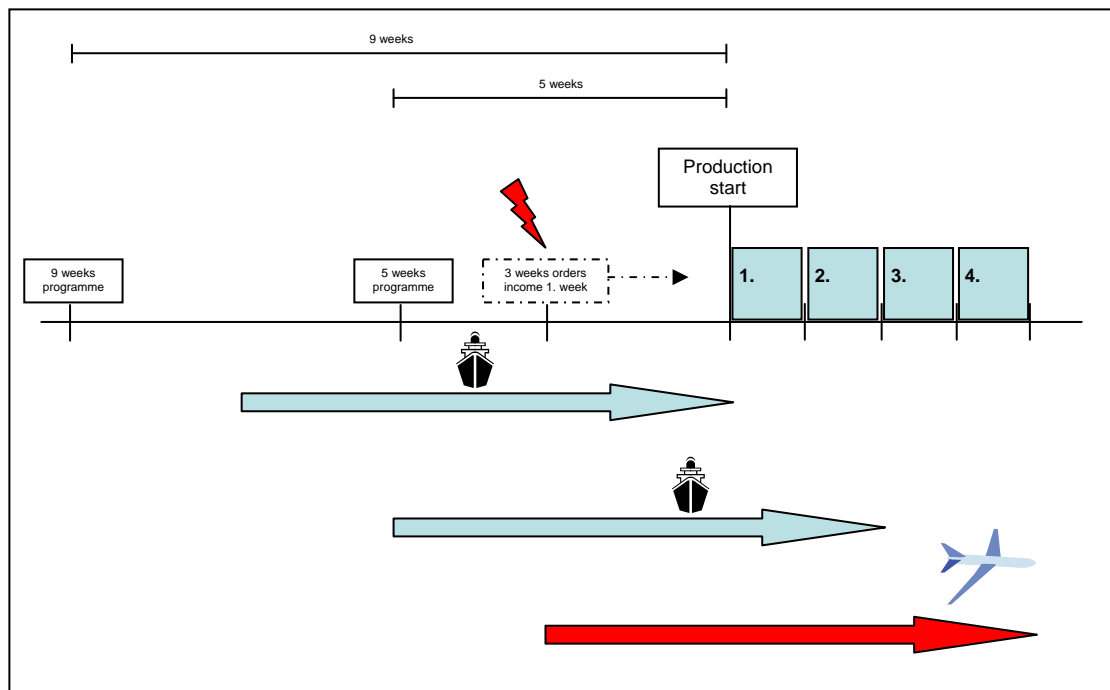 9 weeks
5 weeks
Production
start
9 weeks
programme
5 weeks
programme
3 weeks orders
income 1. week
1.
2.
3.
4.